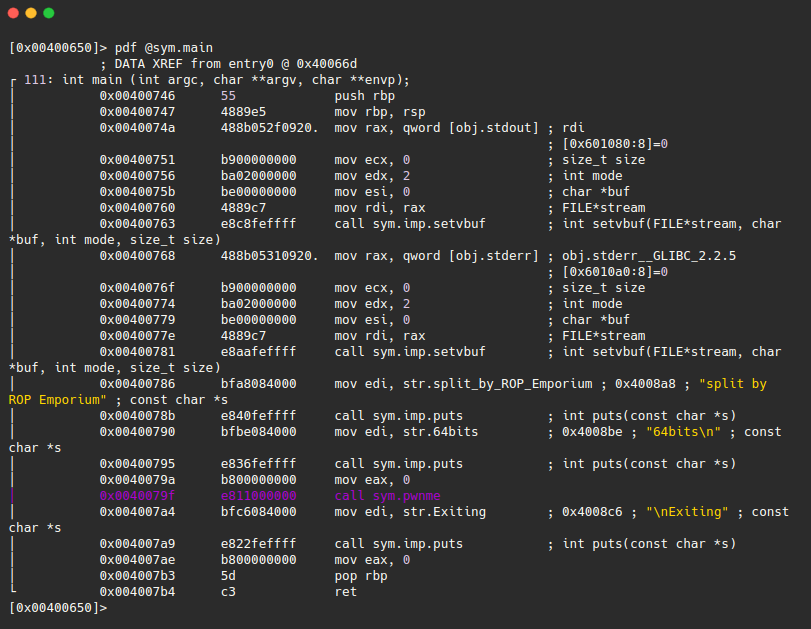 [0x00400650]> pdf @sym.main
; DATA XREF from entry0 @ 0x40066d
┌ 111: int main (int argc, char **argv, char **envp);
│ 0x00400746 55 push rbp
│ 0x00400747 4889e5 mov rbp, rsp
│ 0x0040074a 488b052f0920. mov rax, qword [obj.stdout] ; rdi
│ ; [0x601080:8]=0
│ 0x00400751 b900000000 mov ecx, 0 ; size_t size
│ 0x00400756 ba02000000 mov edx, 2 ; int mode
│ 0x0040075b be00000000 mov esi, 0 ; char *buf
│ 0x00400760 4889c7 mov rdi, rax ; FILE*stream
│ 0x00400763 e8c8feffff call sym.imp.setvbuf ; int setvbuf(FILE*stream, char
*buf, int mode, size_t size)
│ 0x00400768 488b05310920. mov rax, qword [obj.stderr] ; obj.stderr__GLIBC_2.2.5
│ ; [0x6010a0:8]=0
│ 0x0040076f b900000000 mov ecx, 0 ; size_t size
│ 0x00400774 ba02000000 mov edx, 2 ; int mode
│ 0x00400779 be00000000 mov esi, 0 ; char *buf
│ 0x0040077e 4889c7 mov rdi, rax ; FILE*stream
│ 0x00400781 e8aafeffff call sym.imp.setvbuf ; int setvbuf(FILE*stream, char
*buf, int mode, size_t size)
│ 0x00400786 bfa8084000 mov edi, str.split_by_ROP_Emporium ; 0x4008a8 ; "split by
ROP Emporium" ; const char *s
│ 0x0040078b e840feffff call sym.imp.puts ; int puts(const char *s)
│ 0x00400790 bfbe084000 mov edi, str.64bits ; 0x4008be ; "64bits\n" ; const
char *s
│ 0x00400795 e836feffff call sym.imp.puts ; int puts(const char *s)
│ 0x0040079a b800000000 mov eax, 0
│ 0x0040079f e811000000 call sym.pwnme
│ 0x004007a4 bfc6084000 mov edi, str.Exiting ; 0x4008c6 ; "\nExiting" ; const
char *s
│ 0x004007a9 e822feffff call sym.imp.puts ; int puts(const char *s)
│ 0x004007ae b800000000 mov eax, 0
│ 0x004007b3 5d pop rbp
└ 0x004007b4 c3 ret
[0x00400650]>